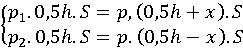 p₁.0,5h.S = p, (0,5h + x).S
p₂.0,5h.S = p. (0,5h − x).S